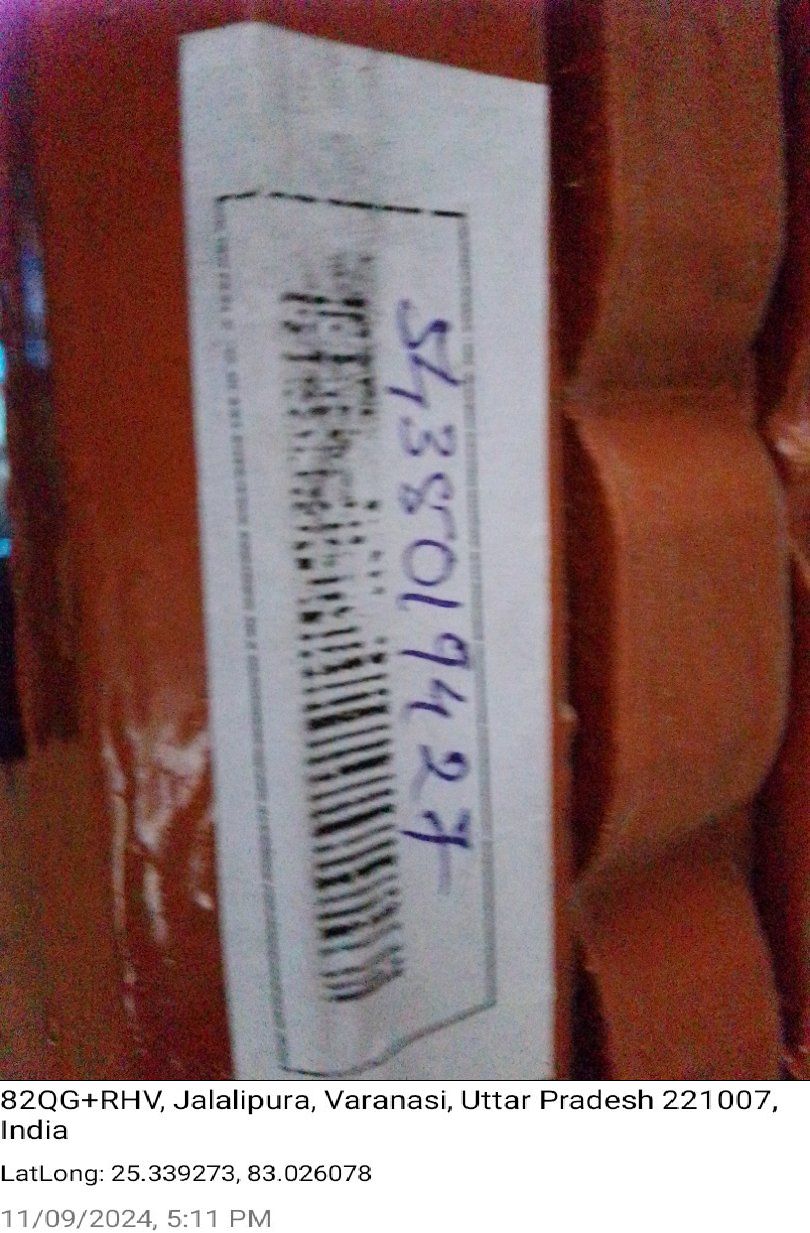 54380194427
82QG+RHV, Jalalipura, Varanasi, Uttar Pradesh 221007,
India
LatLong: 25.339273, 83.026078
11/09/2024, 5:11 PM